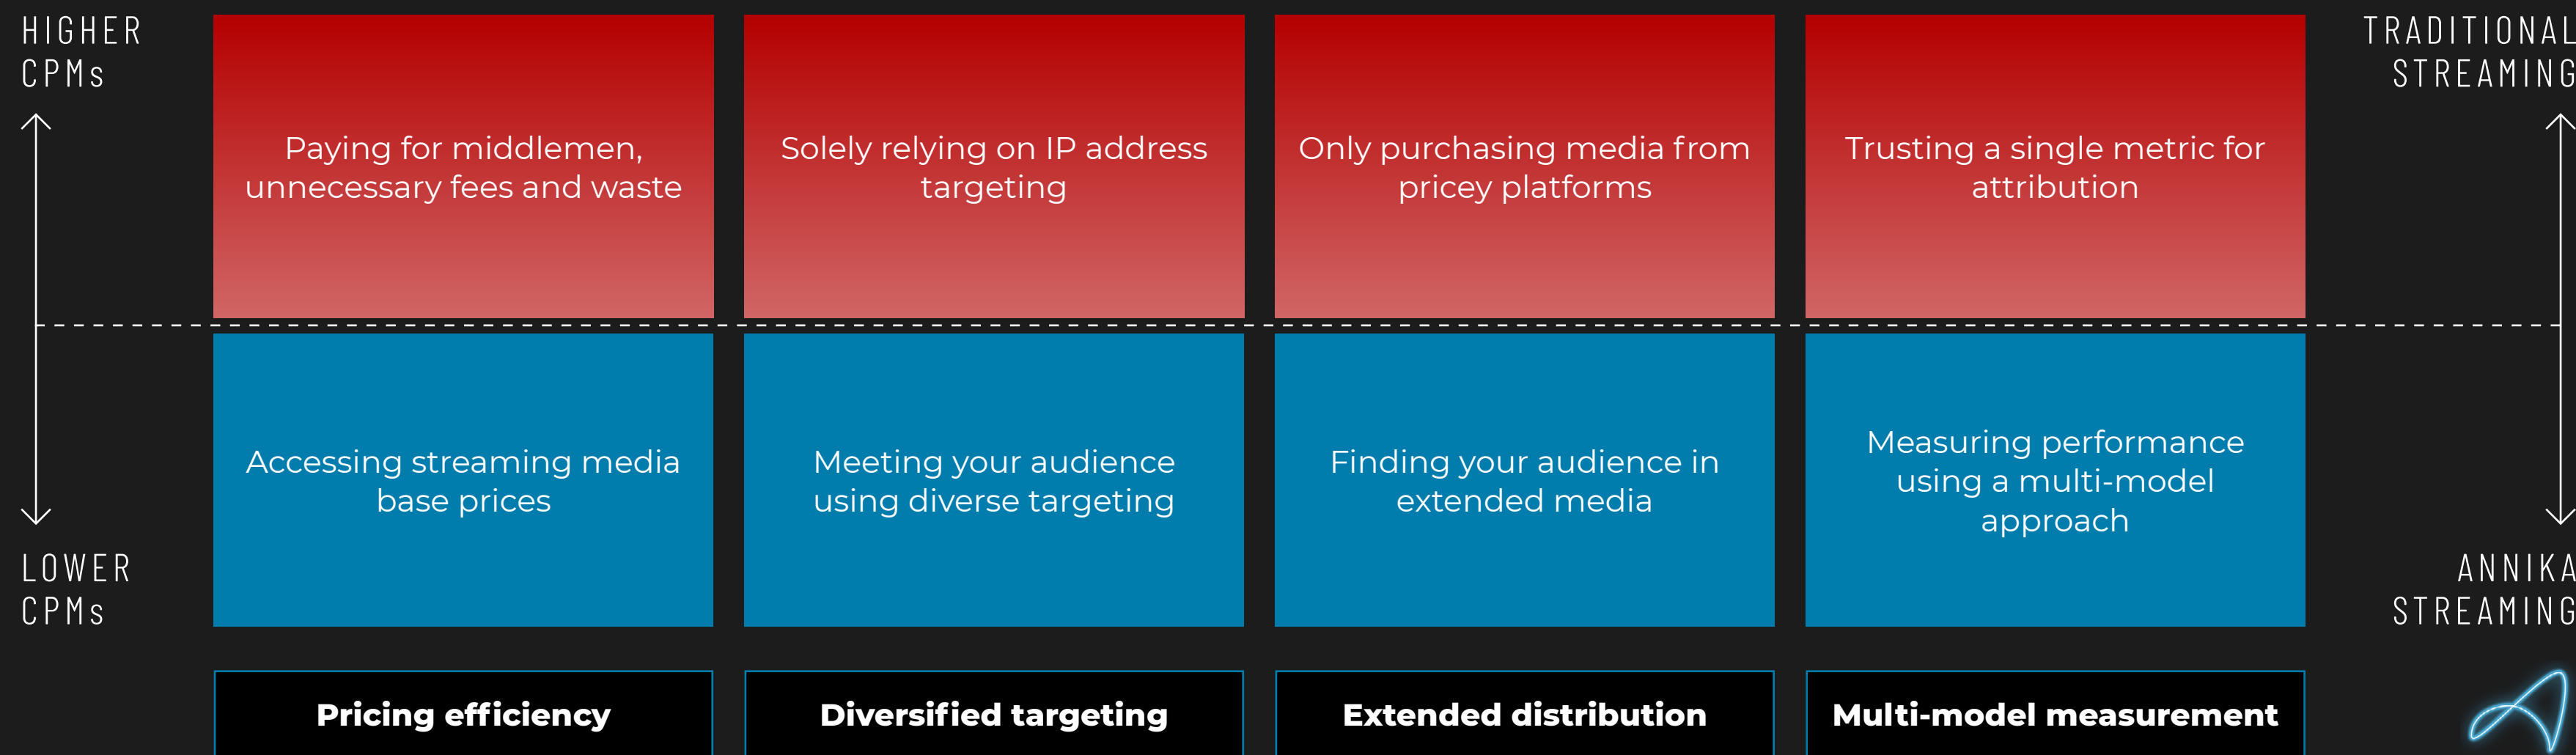 HIGHER
CPMs
TRADITIONAL
STREAMING
Paying for middlemen,
unnecessary fees and waste
Solely relying on IP address
targeting
Only purchasing media from
pricey platforms
Trusting a single metric for
attribution
Accessing streaming media
base prices
Meeting your audience
using diverse targeting
Finding your audience in
extended media
Measuring performance
using a multi-model
approach
LOWER
CPMs
ANNIKA
STREAMING
Pricing efficiency
Diversified targeting
Extended distribution
Multi-model measurement